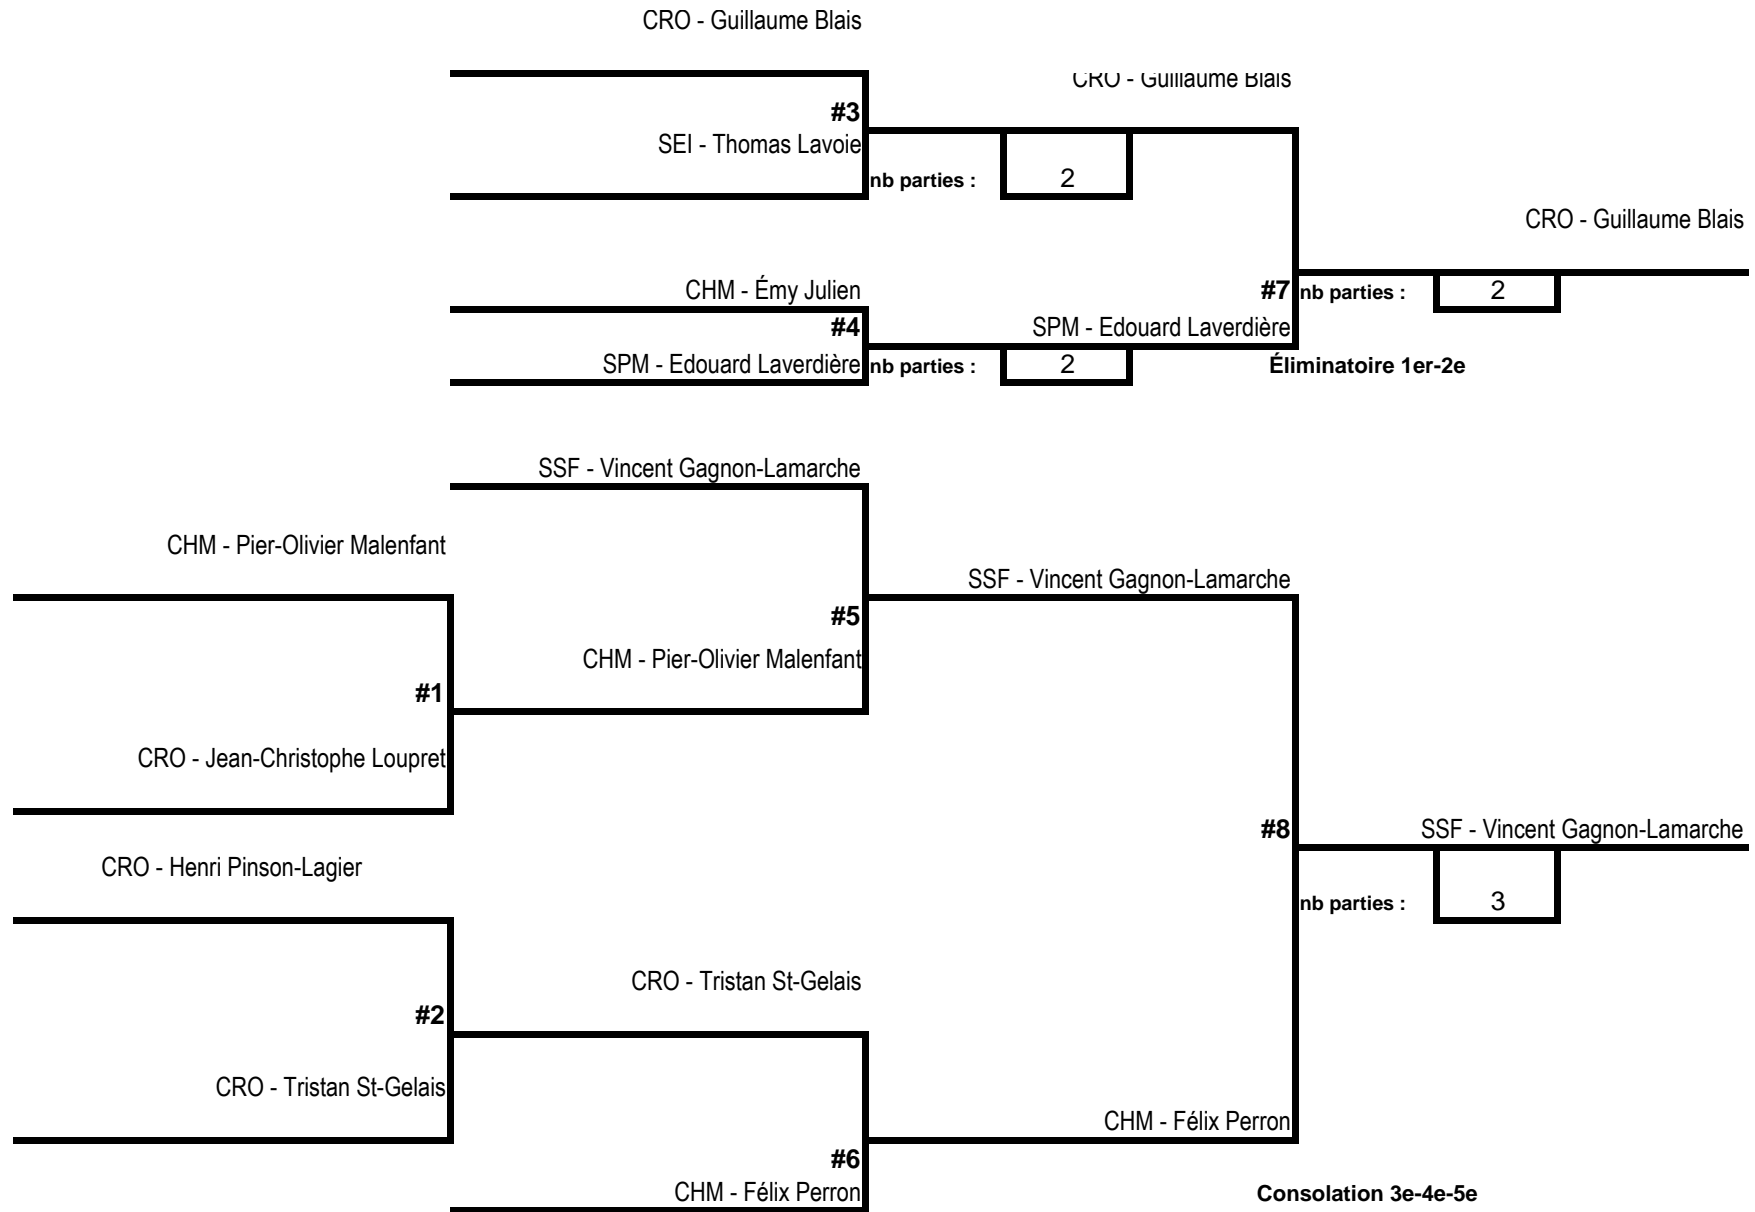 CRO - Guillaume Blais
CRO - Guillaume Blais
#3
SEI - Thomas Lavoie
nb parties :
2
CRO - Guillaume Blais
CHM - Émy Julien
#7
nb parties :
2
#4
SPM - Edouard Laverdière
SPM - Edouard Laverdière
nb parties :
2
Éliminatoire 1er-2e
SSF - Vincent Gagnon-Lamarche
CHM - Pier-Olivier Malenfant
SSF - Vincent Gagnon-Lamarche
#5
CHM - Pier-Olivier Malenfant
#1
CRO - Jean-Christophe Loupret
#8
SSF - Vincent Gagnon-Lamarche
CRO - Henri Pinson-Lagier
nb parties :
3
CRO - Tristan St-Gelais
#2
CRO - Tristan St-Gelais
CHM - Félix Perron
#6
CHM - Félix Perron
Consolation 3e-4e-5e